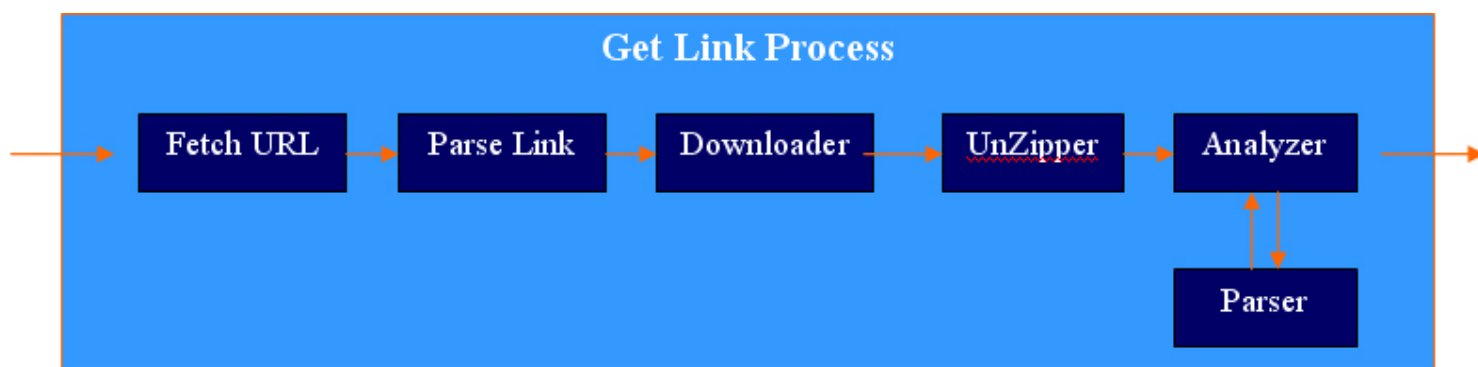 Get Link Process
Fetch URL
Parse Link
Downloader
UnZipper
Analyzer
Parser